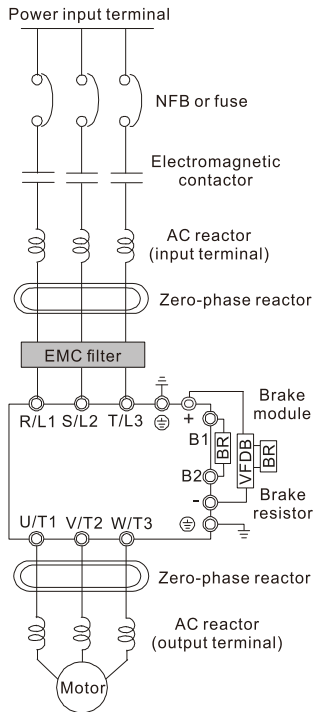 Power input terminal
NFB or fuse
Electromagnetic
contactor
AC reactor
(input terminal)
Zero-phase reactor
EMC filter
R/L1 S/L2 T/L3
+
Brake
module
B1
BR
VFDB
BR
B2
Brake
resistor
-
U/T1 V/T2 W/T3
Zero-phase reactor
AC reactor
(output terminal)
Motor